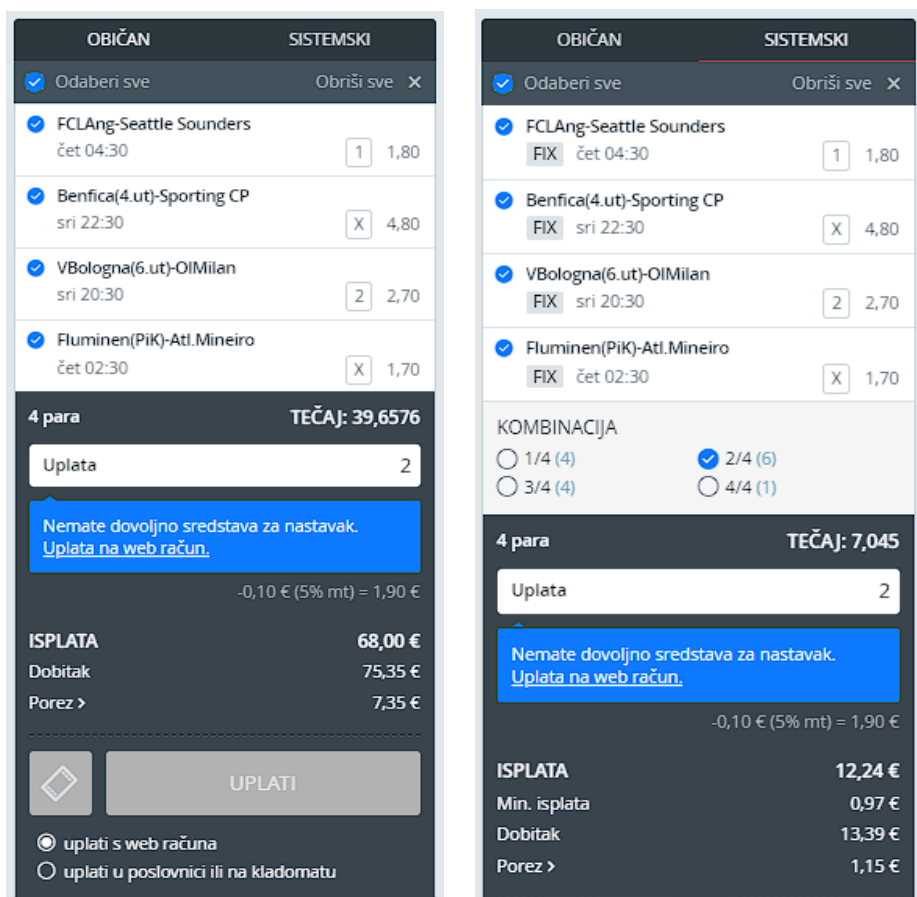 OBIČAN SISTEMSKI
Odaberi sve Obriši sve ×
FCLAng-Seattle Sounders
čet 04:30 1 1,80
Benfica(4.ut)-Sporting CP
sri 22:30 X 4,80
VBologna(6.ut)-OlMilan
sri 20:30 2 2,70
Fluminen(PiK)-Atl.Mineiro
čet 02:30 X 1,70
4 para TEČAJ: 39,6576
Uplata 2
Nemate dovoljno sredstava za nastavak.
Uplata na web račun.
-0,10 € (5% mt) = 1,90 €
ISPLATA 68,00 €
Dobitak 75,35 €
Porez > 7,35 €
UPLATI
uplati s web računa
uplati u poslovnici ili na kladomatu
OBIČAN SISTEMSKI
Odaberi sve Obriši sve ×
FCLAng-Seattle Sounders
FIX čet 04:30 1 1,80
Benfica(4.ut)-Sporting CP
FIX sri 22:30 X 4,80
VBologna(6.ut)-OlMilan
FIX sri 20:30 2 2,70
Fluminen(PiK)-Atl.Mineiro
FIX čet 02:30 X 1,70
KOMBINACIJA
1/4 (4) 2/4 (6)
3/4 (4) 4/4 (1)
4 para TEČAJ: 7,045
Uplata 2
Nemate dovoljno sredstava za nastavak.
Uplata na web račun.
-0,10 € (5% mt) = 1,90 €
ISPLATA 12,24 €
Min. isplata 0,97 €
Dobitak 13,39 €
Porez > 1,15 €